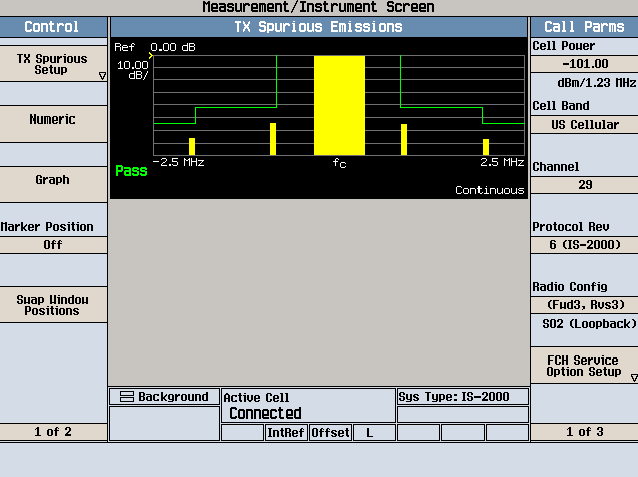 Measurement/Instrument Screen
Control
TX Spurious Emissions
Call Parms
TX Spurious
Setup
Numeric
Graph
Marker Position
Off
Swap Window
Positions
1 of 2
Ref 0.00 dB
10.00
dB/
-2.5 MHz
fc
2.5 MHz
Pass
Continuous
Background
Active Cell
Connected
Sys Type: IS-2000
IntRef
Offset
L
Cell Power
-101.00
dBm/1.23 MHz
Cell Band
US Cellular
Channel
29
Protocol Rev
6 (IS-2000)
Radio Config
(Fwd3, Rvs3)
SO2 (Loopback)
FCH Service
Option Setup
1 of 3